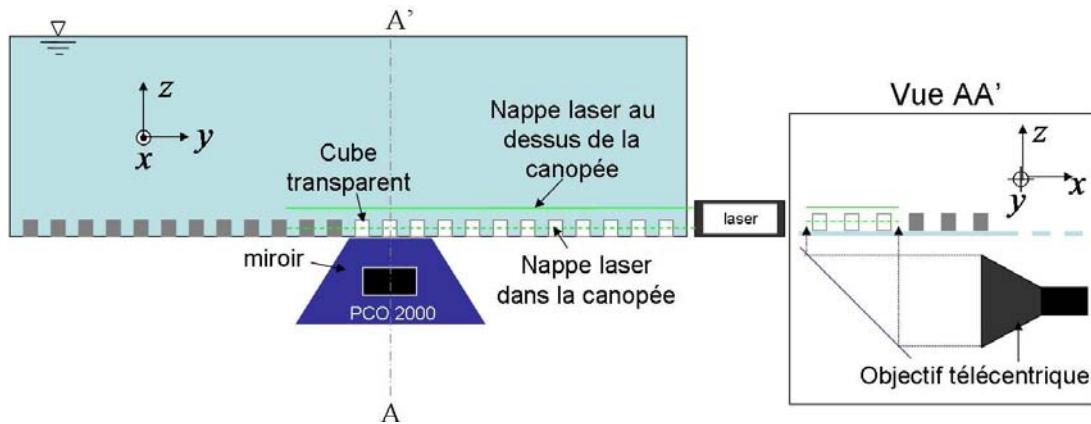 A'
z
y
x
Nappe laser au
dessus de la
canopée
Cube
transparent
laser
miroir
Nappe laser
dans la canopée
PCO 2000
A
Vue AA'
z
x
y
Objectif télécentrique